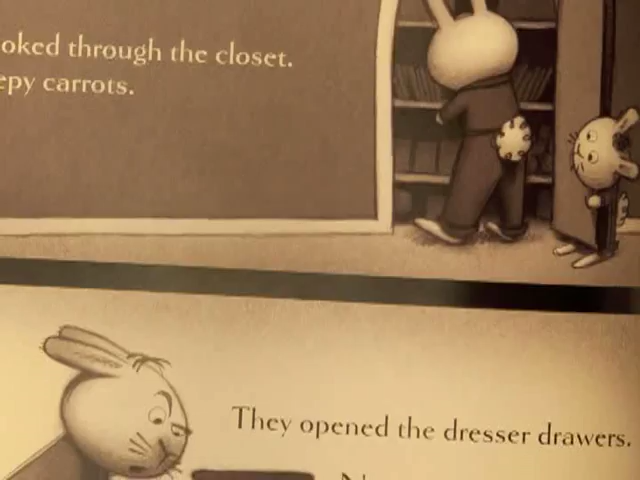 oked through the closet.
epy carrots.
They opened the dresser drawers.